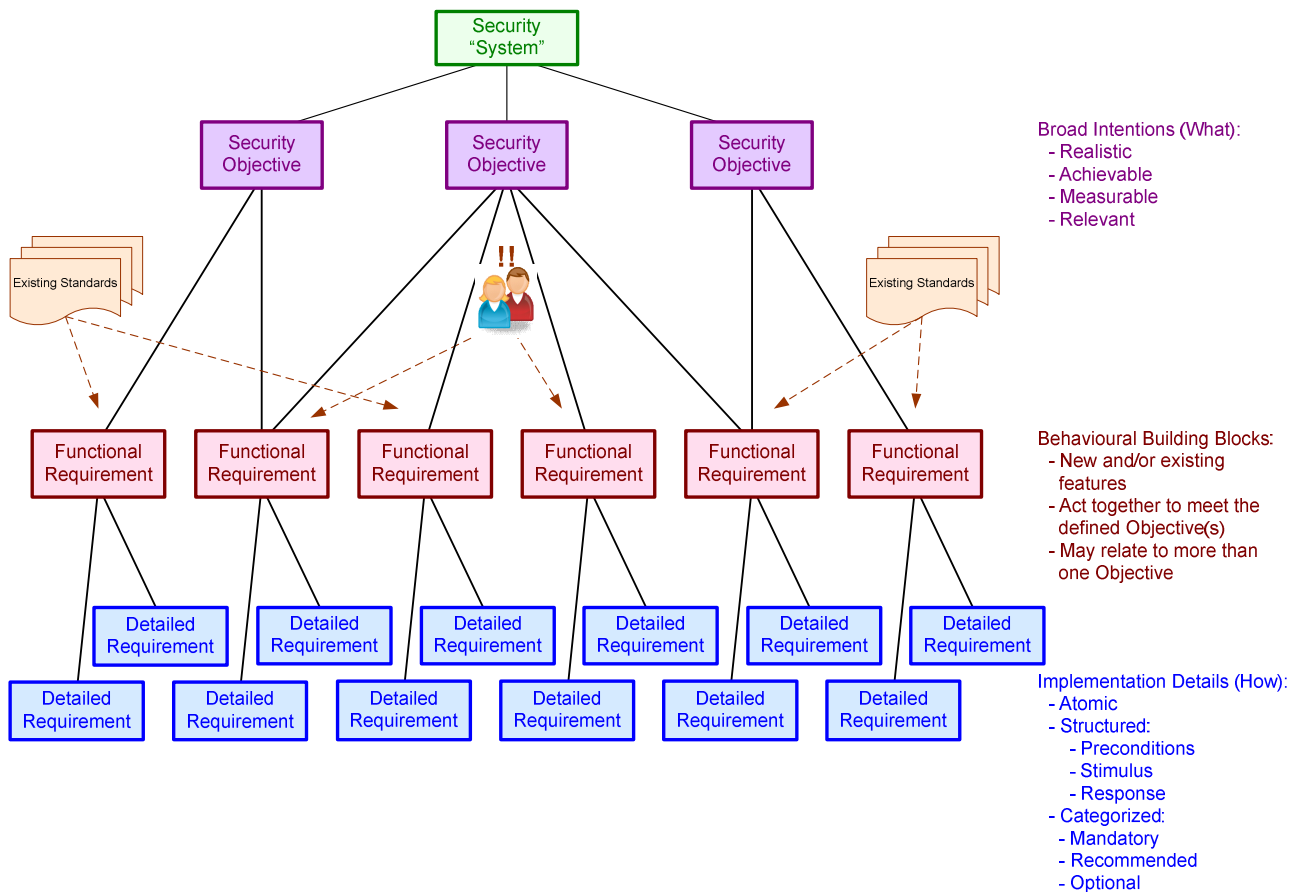 Security
“System”
Security
Objective
Security
Objective
Security
Objective
Broad Intentions (What):
- Realistic
- Achievable
- Measurable
- Relevant
Existing Standards
!!
Existing Standards
Functional
Requirement
Functional
Requirement
Functional
Requirement
Functional
Requirement
Functional
Requirement
Functional
Requirement
Behavioural Building Blocks:
- New and/or existing
features
- Act together to meet the
defined Objective(s)
- May relate to more than
one Objective
Detailed
Requirement
Detailed
Requirement
Detailed
Requirement
Detailed
Requirement
Detailed
Requirement
Detailed
Requirement
Detailed
Requirement
Detailed
Requirement
Detailed
Requirement
Detailed
Requirement
Detailed
Requirement
Detailed
Requirement
Implementation Details (How):
- Atomic
- Structured:
- Preconditions
- Stimulus
- Response
- Categorized:
- Mandatory
- Recommended
- Optional